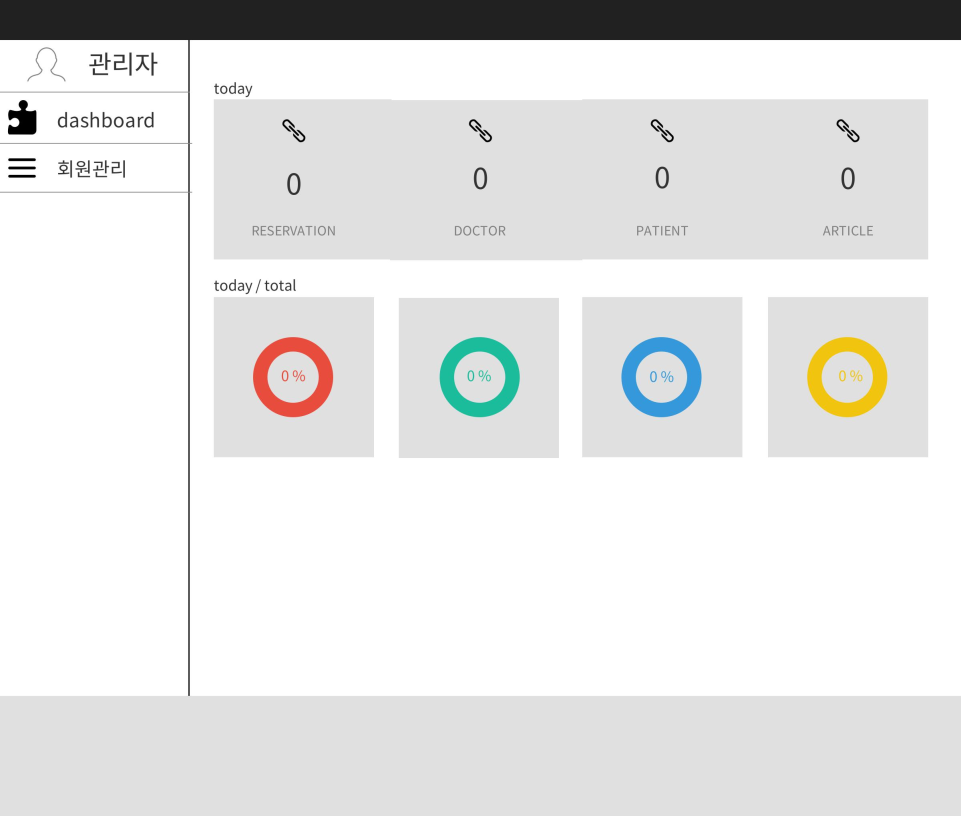 관리자
dashboard
회원관리
today
0 0 0 0
RESERVATION DOCTOR PATIENT ARTICLE
today / total
0 % 0 % 0 % 0 %